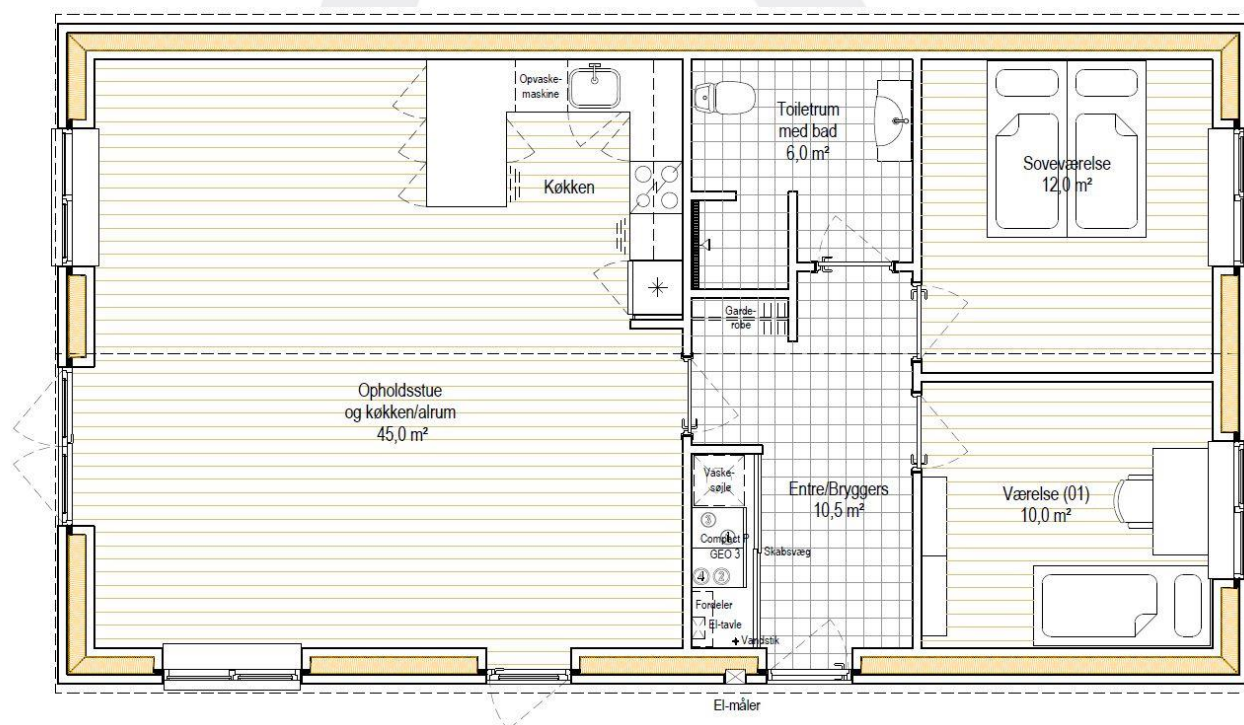 Opvaske-
maskine
Køkken
Toiletrum
med bad
6,0 m²
Soveværelse
12,0 m²
Garde-
robe
Opholdsstue
og køkken/alrum
45,0 m²
Vaske-
søjle
3
1
Compact P
GEO 3
4 2
Fordeler
El-tavle
Vandstik
Skabsvæg
Entre/Bryggers
10,5 m²
Værelse (01)
10,0 m²
El-måler